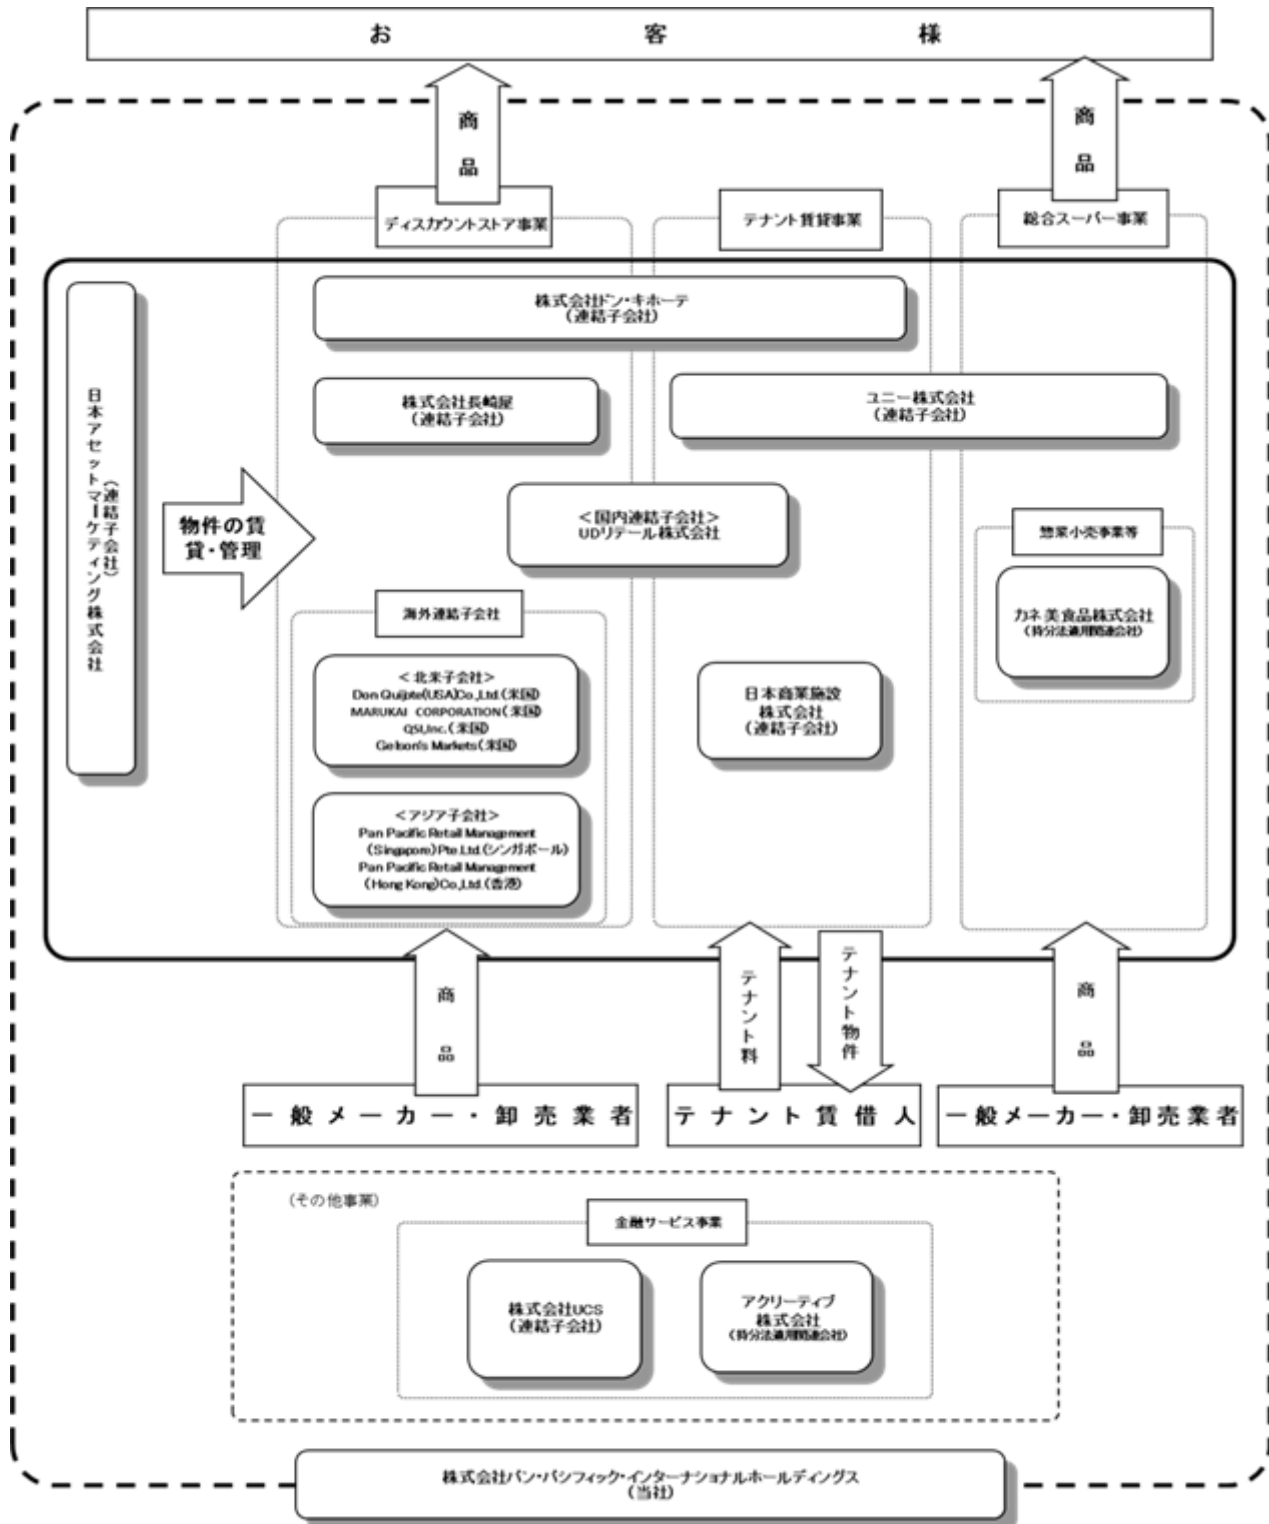 お客様
商品
商品
ディスカウントストア事業
テナント賃貸事業
総合スーパー事業
株式会社ドン・キホーテ
(連結子会社)
日本アセットマーケティング株式会社
(連結子会社)
株式会社長崎屋
(連結子会社)
ユニー株式会社
(連結子会社)
物件の賃
貸・管理
<国内連結子会社>
UDリテール株式会社
惣菜小売事業等
カネ美食品株式会社
(持分法適用関連会社)
海外連結子会社
<北米子会社>
Don Quijote(USA)Co.,Ltd.(米国)
MARUKAI CORPORATION(米国)
QSI,Inc.(米国)
Gelson's Markets(米国)
日本商業施設
株式会社
(連結子会社)
<アジア子会社>
Pan Pacific Retail Management
(Singapore)Pte.Ltd.(シンガポール)
Pan Pacific Retail Management
(Hong Kong)Co.,Ltd.(香港)
商品
テナント料
テナント物件
商品
一般メーカー・卸売業者
テナント賃借人
一般メーカー・卸売業者
(その他事業)
金融サービス事業
株式会社UCS
(連結子会社)
アクリーティブ
株式会社
(持分法適用関連会社)
株式会社パン・パシフィック・インターナショナルホールディングス
(当社)